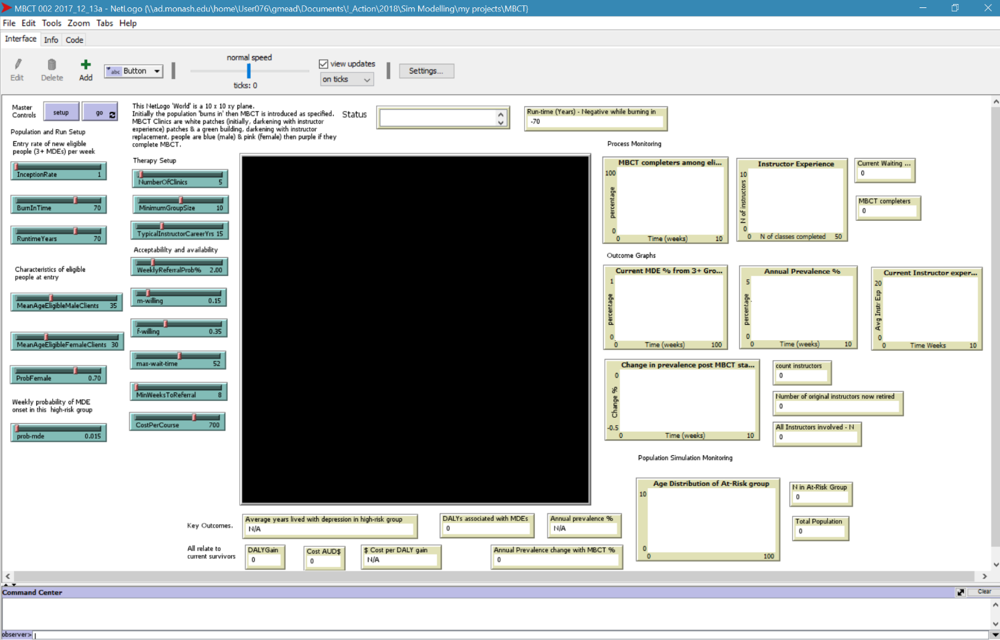 MBCT 002 2017_12_13a - NetLogo {\\ad.monash.edu\home\User076\gmead\Documents\!_Action\2018\Sim Modelling\my projects\MBCT}
File Edit Tools Zoom Tabs Help
Interface Info Code
normal speed
view updates
abc Button
Settings...
Edit Delete Add
on ticks
ticks: 0
Master
Controls
setup
go
This NetLogo 'World' is a 10 x 10 xy plane.
Initially the population 'burns in' then MBCT is introduced as specified.
MBCT Clinics are white patches (initially, darkening with instructor
experience) patches & a green building, darkening with instructor
replacement, people are blue (male) & pink (female) then purple if they
complete MBCT.
Status
Run-time (Years) - Negative while burning in
-70
Population and Run Setup
Entry rate of new eligible
people (3+ MDEs) per week
InceptionRate 1
BurnInTime 70
RuntimeYears 70
Characteristics of eligible
people at entry
MeanAgeEligibleMaleClients 35
MeanAgeEligibleFemaleClients 30
ProbFemale 0.70
Weekly probability of MDE
onset in this high-risk group
prob-mde 0.015
Therapy Setup
NumberOfClinics 5
MinimumGroupSize 10
TypicalInstructorCareerYrs 15
Acceptabililty and availability
WeeklyReferralProb% 2.00
m-willing 0.15
f-willing 0.35
max-wait-time 52
MinWeeksToReferral 8
CostPerCourse 700
Process Monitoring
MBCT completers among eli...
100
percentage
0
0 Time (weeks) 10
Instructor Experience
10
N of instructors
0
0 N of classes completed 50
Current Waiting ...
0
MBCT completers
0
Outcome Graphs
Current MDE % from 3+ Gro...
1
percentage
0
0 Time (weeks) 100
Annual Prevalence %
5
percentage
0
0 Time (weeks) 10
Current Instructor exper...
20
Avg Instr Exp
0
0 Time Weeks 10
Change in prevalence post MBCT sta...
0
Change %
-0.5
0 Time (weeks) 10
count instructors
0
Number of original instructors now retired
0
All Instructors involved - N
0
Population Simulation Monitoring
Age Distribution of At-Risk group
10
0
0 100
N in At-Risk Group
0
Total Population
0
Key Outcomes.
Average years lived with depression in high-risk group
N/A
DALYs associated with MDEs
0
Annual prevalence %
N/A
All relate to
current survivors
DALYGain
0
Cost AUD$
0
$ Cost per DALY gain
N/A
Annual Prevalence change with MBCT %
0
Command Center
Clear
observer>